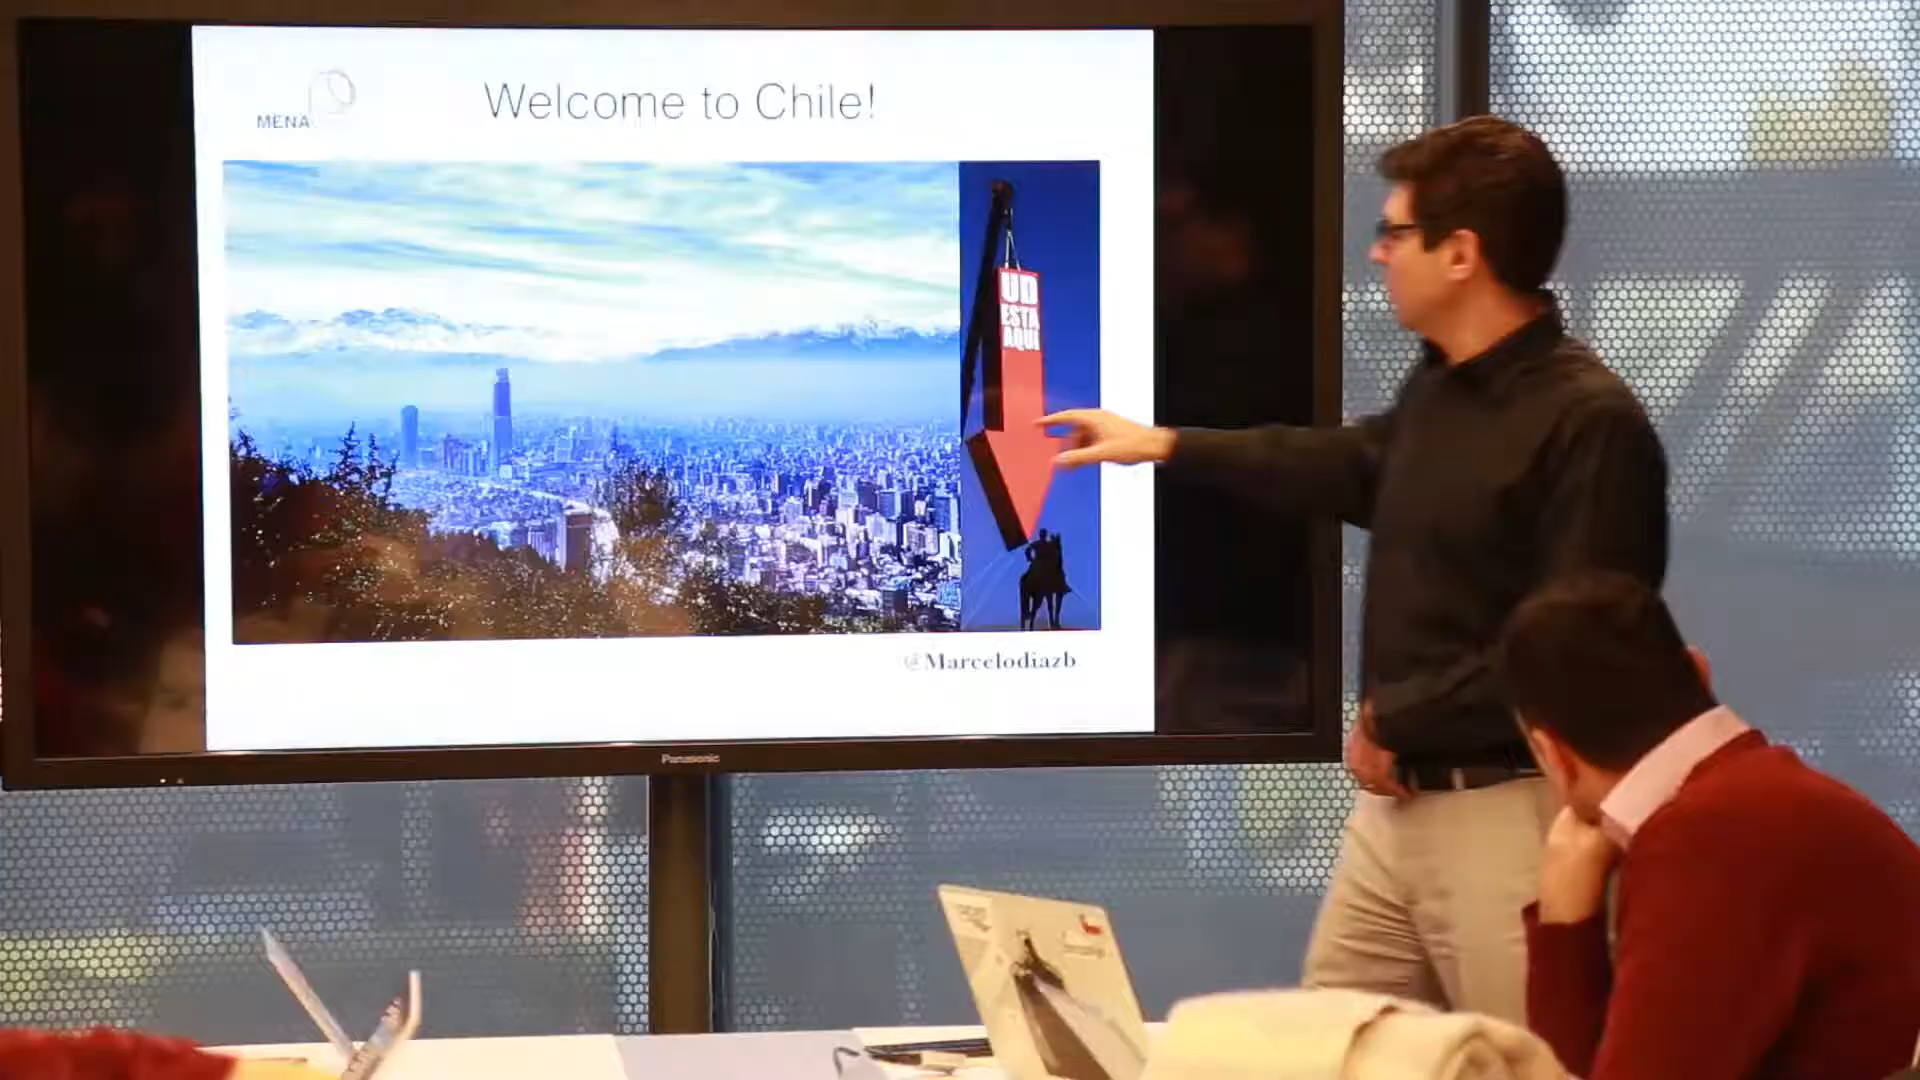 MENA
Welcome to Chile!
UD
ESTA
AQUI
@Marcelodiazb
Panasonic